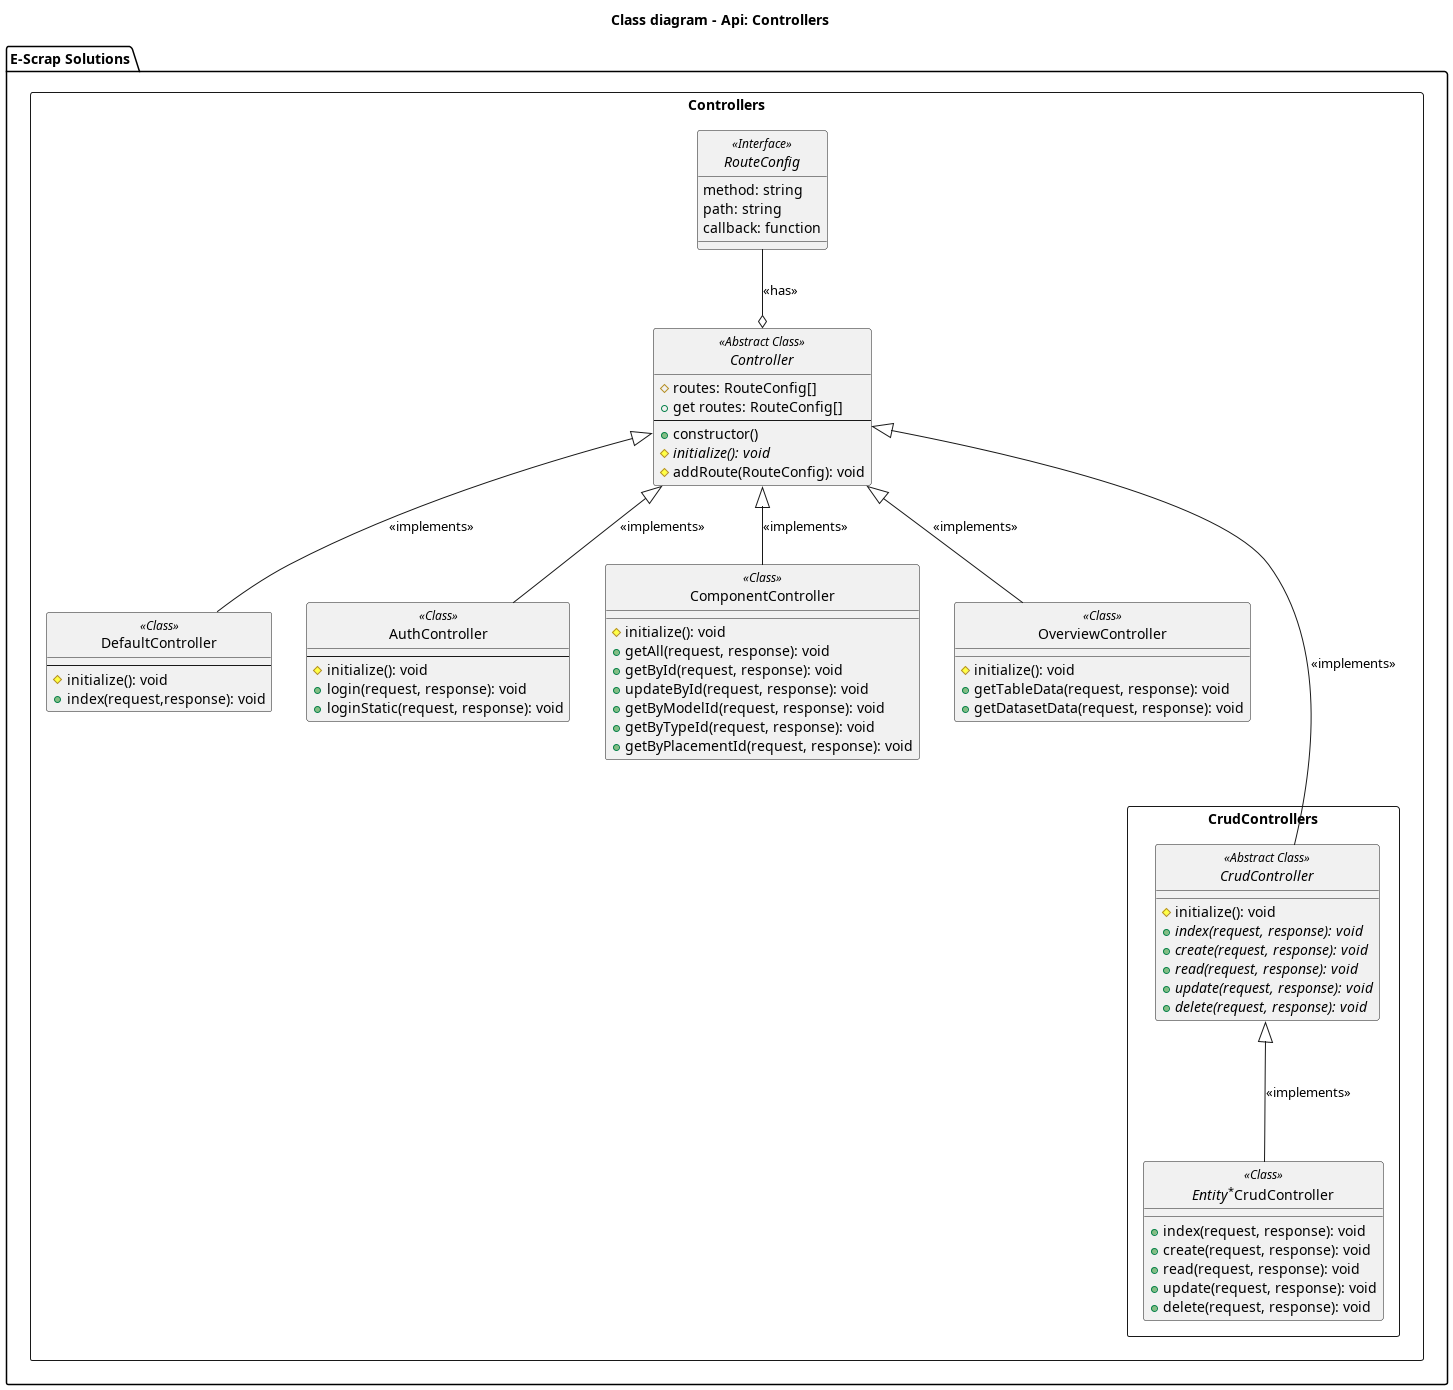 Class diagram - Api: Controllers
E-Scrap Solutions
Controllers
«Interface»
RouteConfig
method: string
path: string
callback: function
«has»
«Abstract Class»
Controller
routes: RouteConfig[]
get routes: RouteConfig[]
constructor()
initialize(): void
addRoute(RouteConfig): void
«implements»
«implements»
«implements»
«implements»
«implements»
«Class»
DefaultController
initialize(): void
index(request,response): void
«Class»
AuthController
initialize(): void
login(request, response): void
loginStatic(request, response): void
«Class»
ComponentController
initialize(): void
getAll(request, response): void
getById(request, response): void
updateById(request, response): void
getByModelId(request, response): void
getByTypeId(request, response): void
getByPlacementId(request, response): void
«Class»
OverviewController
initialize(): void
getTableData(request, response): void
getDatasetData(request, response): void
CrudControllers
«Abstract Class»
CrudController
initialize(): void
index(request, response): void
create(request, response): void
read(request, response): void
update(request, response): void
delete(request, response): void
«implements»
«Class»
Entity*CrudController
index(request, response): void
create(request, response): void
read(request, response): void
update(request, response): void
delete(request, response): void